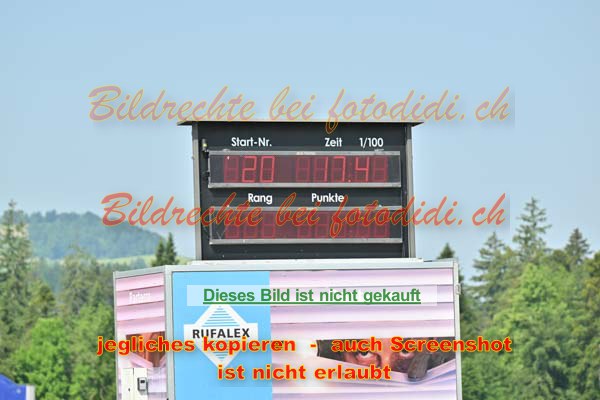 Bildrechte bei fotodidi.ch
Start-Nr. Zeit 1/100
20 17.4
Rang Punkte
Bildrechte bei fotodidi.ch
Dieses Bild ist nicht gekauft
RUFALEX
jegliches kopieren - auch Screenshot
ist nicht erlaubt